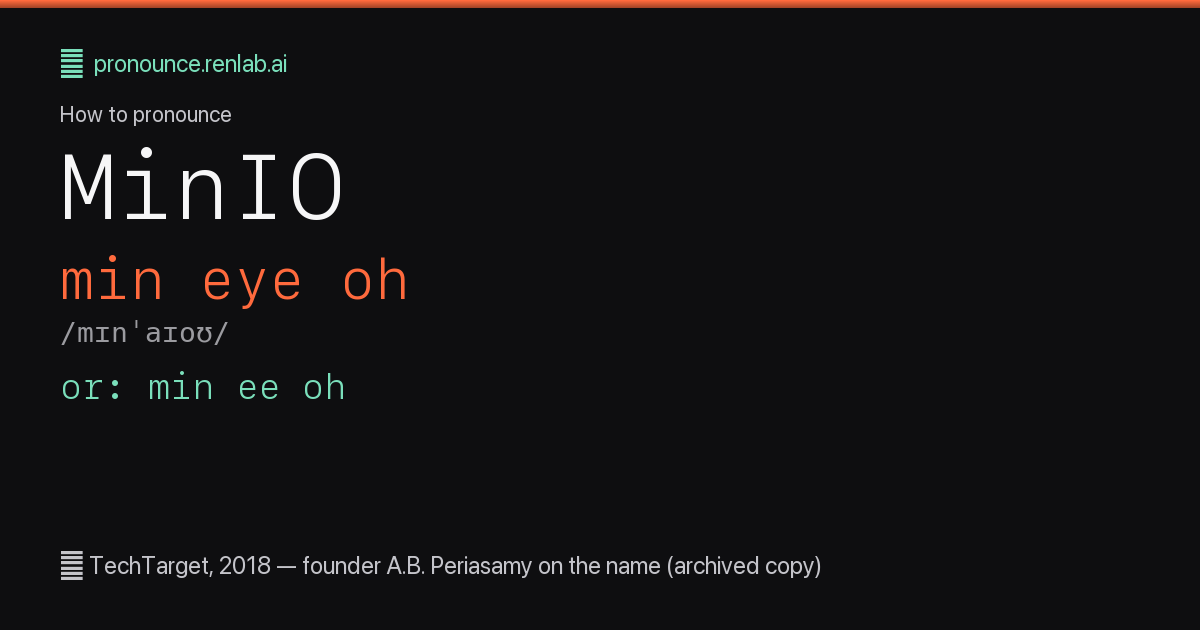 pronounce.renlab.ai
How to pronounce
MinIO
min eye oh
/mɪnˈaɪoʊ/
or: min ee oh
TechTarget, 2018 — founder A.B. Periasamy on the name (archived copy)